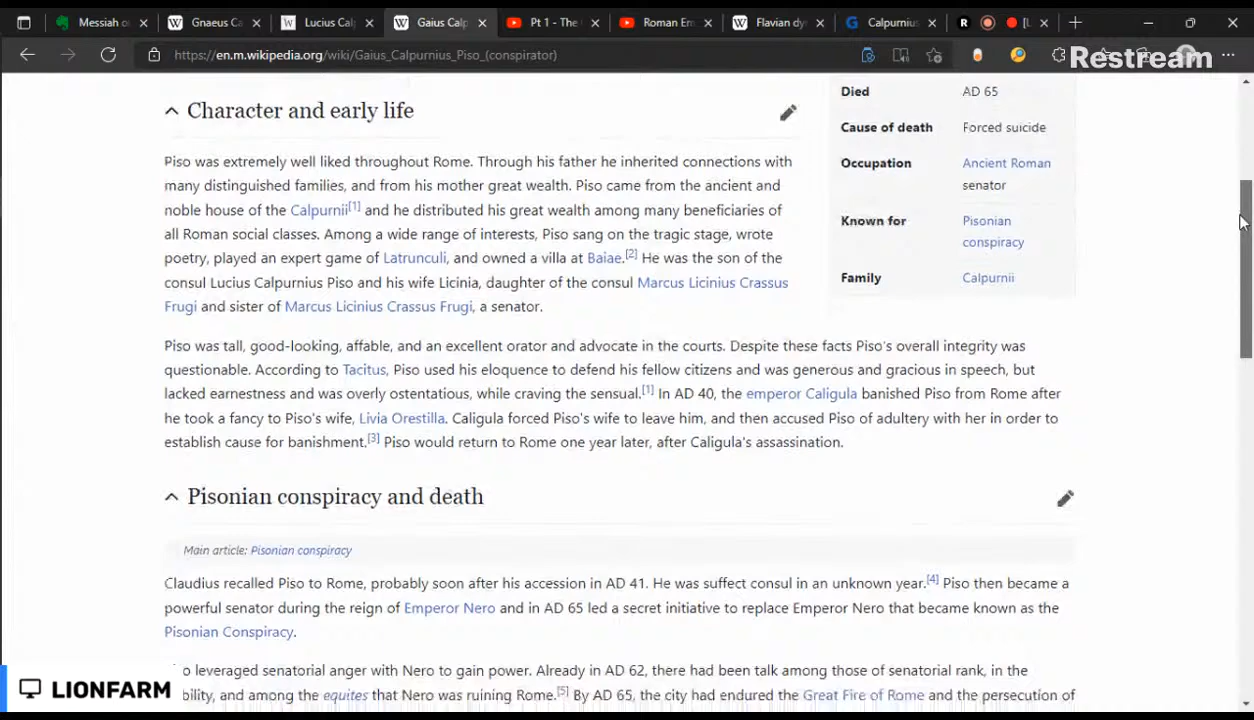 Messiah o
Gnaeus Ca
Lucius Calp
Gaius Calp
Pt 1 - The
Roman Em
Flavian dy
Calpurnius
https://en.m.wikipedia.org/wiki/Gaius_Calpurnius_Piso_(conspirator)
Restream
Died AD 65
Character and early life
Cause of death Forced suicide
Piso was extremely well liked throughout Rome. Through his father he inherited connections with
Occupation Ancient Roman
many distinguished families, and from his mother great wealth. Piso came from the ancient and
senator
noble house of the Calpurnii[1] and he distributed his great wealth among many beneficiaries of
Known for Pisonian
all Roman social classes. Among a wide range of interests, Piso sang on the tragic stage, wrote
conspiracy
poetry, played an expert game of Latrunculi, and owned a villa at Baiae.[2] He was the son of the
Family Calpurnii
consul Lucius Calpurnius Piso and his wife Licinia, daughter of the consul Marcus Licinius Crassus
Frugi and sister of Marcus Licinius Crassus Frugi, a senator.
Piso was tall, good-looking, affable, and an excellent orator and advocate in the courts. Despite these facts Piso's overall integrity was
questionable. According to Tacitus, Piso used his eloquence to defend his fellow citizens and was generous and gracious in speech, but
lacked earnestness and was overly ostentatious, while craving the sensual.[1] In AD 40, the emperor Caligula banished Piso from Rome after
he took a fancy to Piso's wife, Livia Orestilla. Caligula forced Piso's wife to leave him, and then accused Piso of adultery with her in order to
establish cause for banishment.[3] Piso would return to Rome one year later, after Caligula's assassination.
Pisonian conspiracy and death
Main article: Pisonian conspiracy
Claudius recalled Piso to Rome, probably soon after his accession in AD 41. He was suffect consul in an unknown year.[4] Piso then became a
powerful senator during the reign of Emperor Nero and in AD 65 led a secret initiative to replace Emperor Nero that became known as the
Pisonian Conspiracy.
leveraged senatorial anger with Nero to gain power. Already in AD 62, there had been talk among those of senatorial rank, in the
LIONFARM
and among the equites that Nero was ruining Rome.[5] By AD 65, the city had endured the Great Fire of Rome and the persecution of